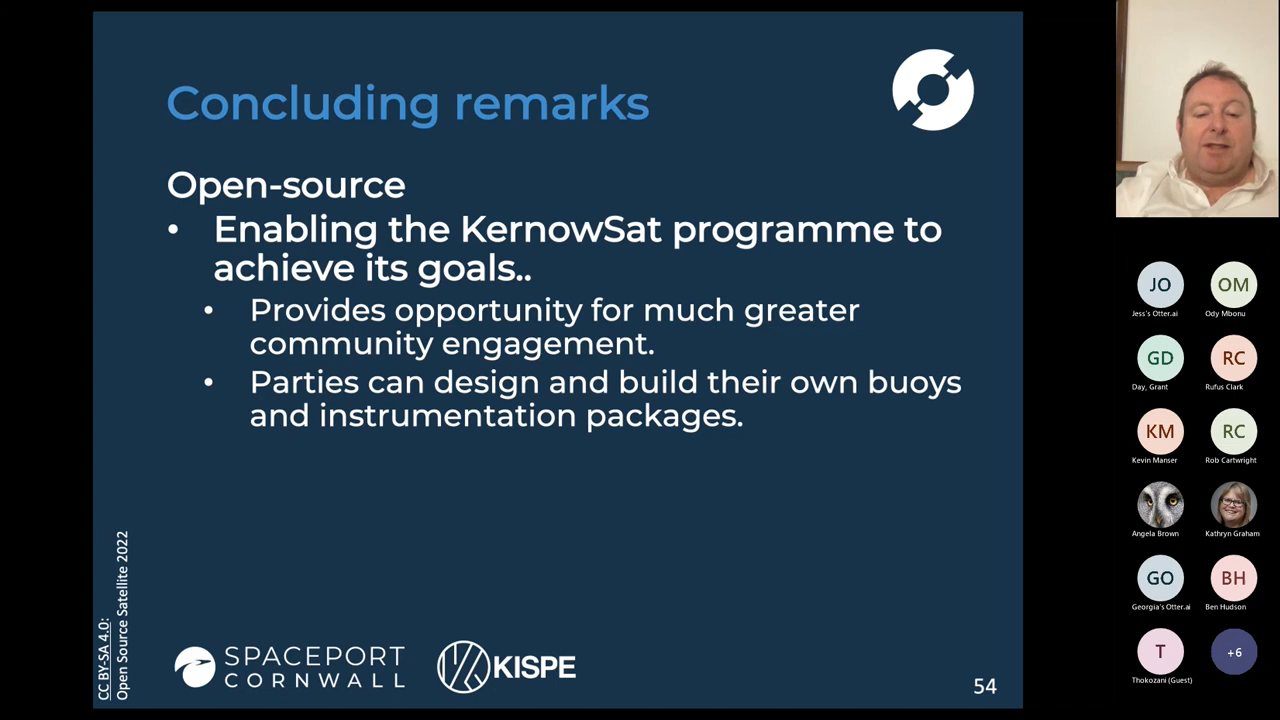 Concluding remarks
Open-source
• Enabling the KernowSat programme to
achieve its goals..
• Provides opportunity for much greater
community engagement.
• Parties can design and build their own buoys
and instrumentation packages.
CC BY-SA 4.0:
Open Source Satellite 2022
SPACEPORT
CORNWALL
KISPE
54
JO
Jess's Otter.ai
OM
Ody Mbonu
GD
Day, Grant
RC
Rufus Clark
KM
Kevin Manser
RC
Rob Cartwright
Angela Brown
Kathryn Graham
GO
Georgia's Otter.ai
BH
Ben Hudson
T
Thokozani (Guest)
+6